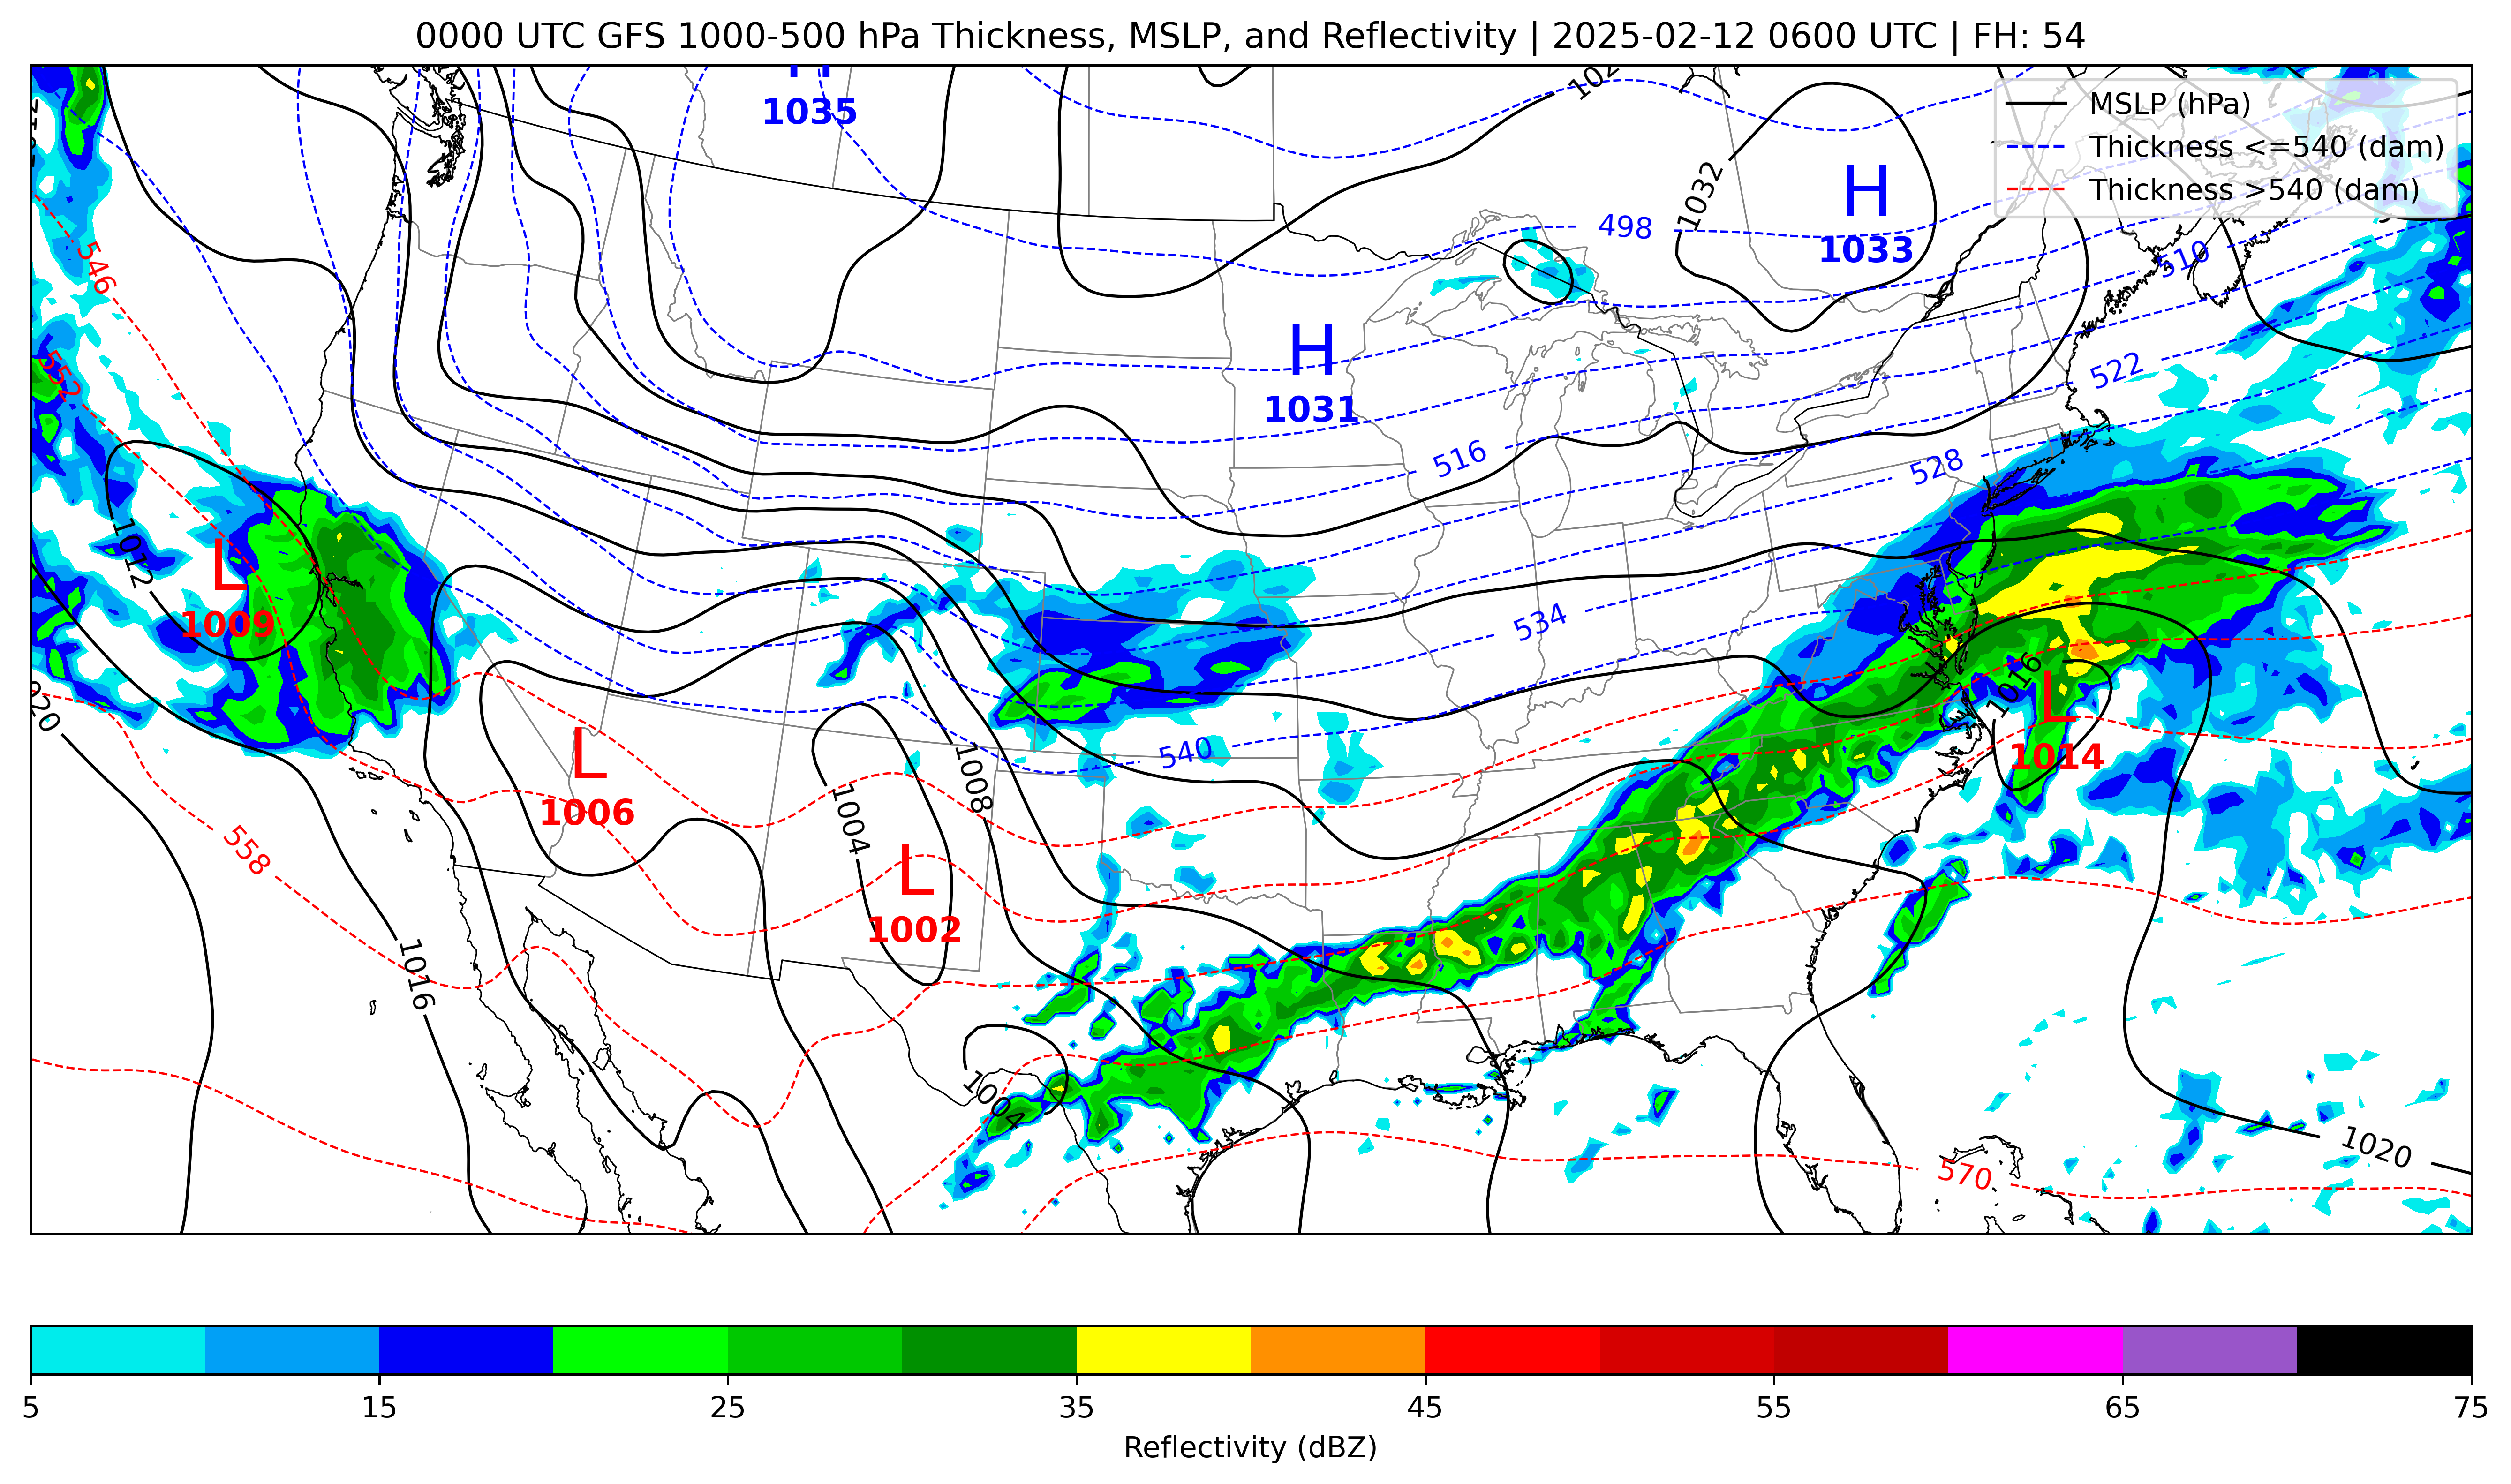 0000 UTC GFS 1000-500 hPa Thickness, MSLP, and Reflectivity | 2025-02-12 0600 UTC | FH: 54
MSLP (hPa)
Thickness <=540 (dam)
Thickness >540 (dam)
H
1035
H
1033
1032
498
510
546
552
H
1031
522
516
528
1012
L
1009
534
1016
L
1014
540
L
1006
1008
1004
558
L
1002
1016
1004
1020
570
5
15
25
35
45
55
65
75
Reflectivity (dBZ)